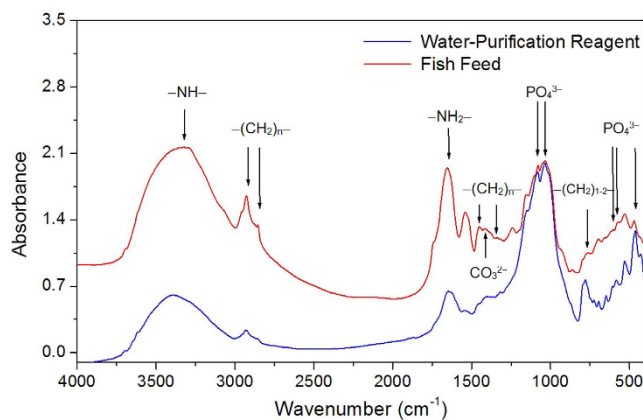 3.5
2.8
2.1
1.4
0.7
0.0
Absorbance
Water-Purification Reagent
Fish Feed
–NH–
–(CH₂)n–
–NH₂–
–(CH₂)n–
CO₃²⁻
PO₄³⁻
–(CH₂)₁₋₂–
PO₄³⁻
4000 3500 3000 2500 2000 1500 1000 500
Wavenumber (cm⁻¹)